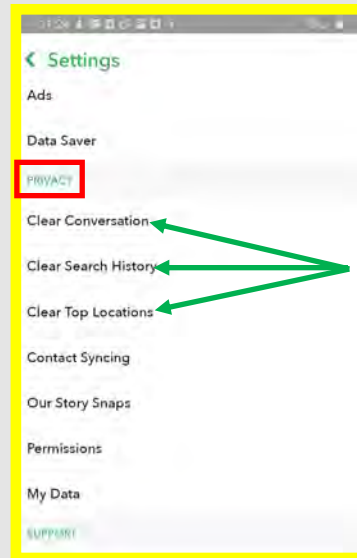 Settings
Ads
Data Saver
PRIVACY
Clear Conversation
Clear Search History
Clear Top Locations
Contact Syncing
Our Story Snaps
Permissions
My Data
SUPPORT